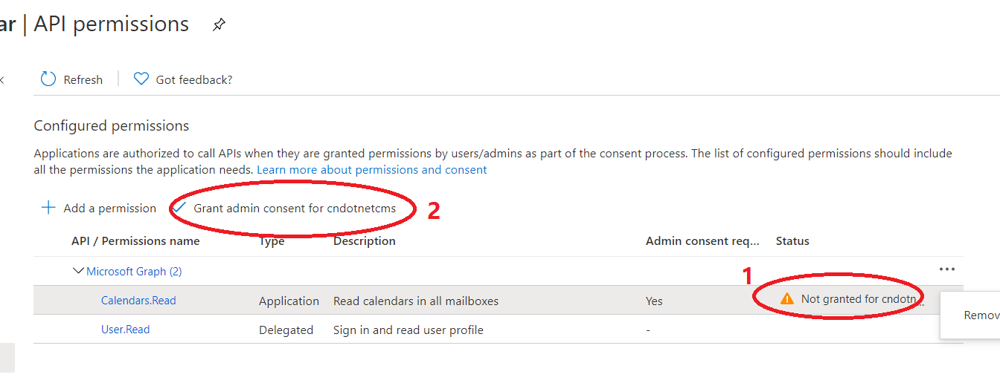 ar | API permissions
Refresh Got feedback?
Configured permissions
Applications are authorized to call APIs when they are granted permissions by users/admins as part of the consent process. The list of configured permissions should include
all the permissions the application needs. Learn more about permissions and consent
Add a permission Grant admin consent for cndotnetcms 2
API / Permissions name Type Description Admin consent req... Status
Microsoft Graph (2) 1
Calendars.Read Application Read calendars in all mailboxes Yes Not granted for cndotn...
Remov
User.Read Delegated Sign in and read user profile -